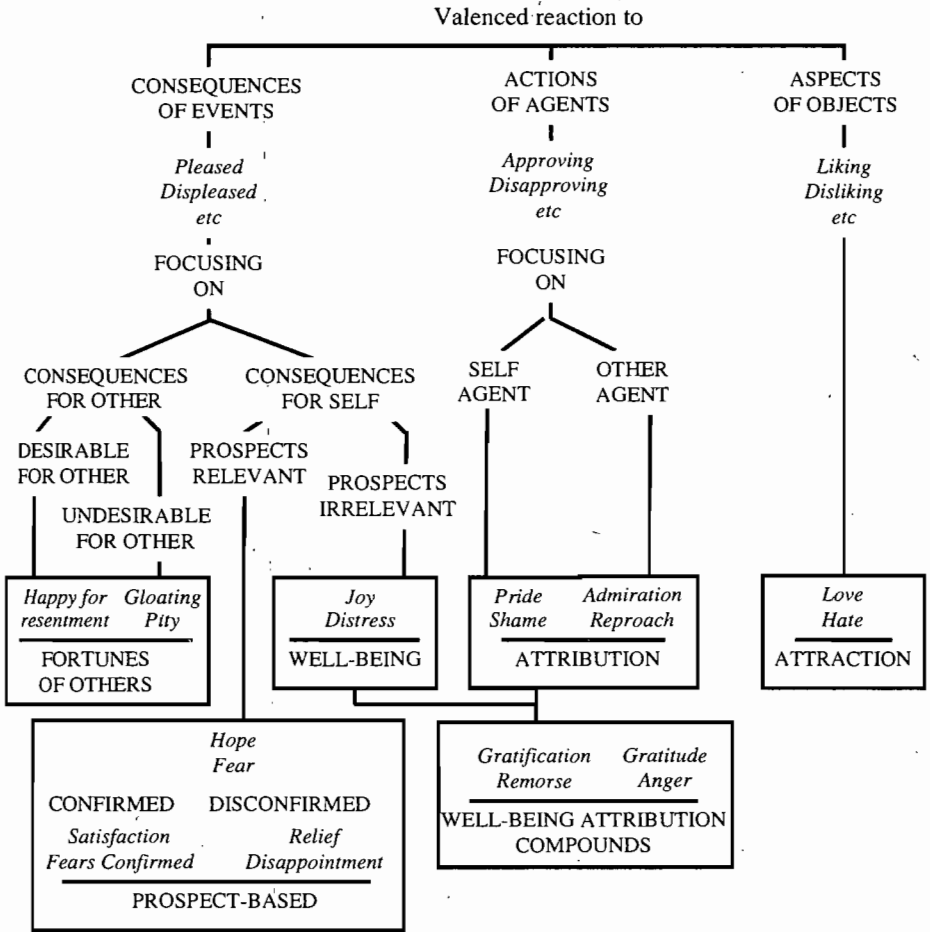 Valenced reaction to
CONSEQUENCES
OF EVENTS
ACTIONS
OF AGENTS
ASPECTS
OF OBJECTS
Pleased
Displeased
etc
Approving
Disapproving
etc
Liking
Disliking
etc
FOCUSING
ON
FOCUSING
ON
CONSEQUENCES
FOR OTHER
CONSEQUENCES
FOR SELF
SELF
AGENT
OTHER
AGENT
DESIRABLE
FOR OTHER
UNDESIRABLE
FOR OTHER
PROSPECTS
RELEVANT
PROSPECTS
IRRELEVANT
Happy for
resentment
Gloating
Pity
FORTUNES
OF OTHERS
Joy
Distress
WELL-BEING
Pride
Shame
Admiration
Reproach
ATTRIBUTION
Love
Hate
ATTRACTION
Hope
Fear
CONFIRMED
DISCONFIRMED
Satisfaction
Fears Confirmed
Relief
Disappointment
PROSPECT-BASED
Gratification
Remorse
Gratitude
Anger
WELL-BEING ATTRIBUTION
COMPOUNDS